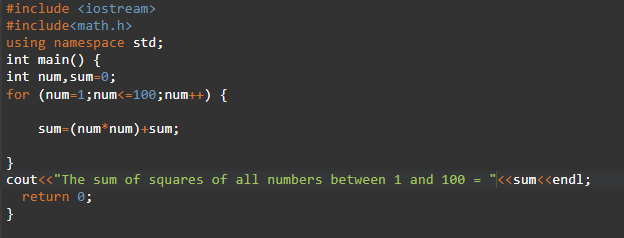 #include <iostream>
#include<math.h>
using namespace std;
int main() {
int num,sum=0;
for (num=1;num<=100;num++) {
sum=(num*num)+sum;
}
cout<<"The sum of squares of all numbers between 1 and 100 = "<<sum<<endl;
return 0;
}